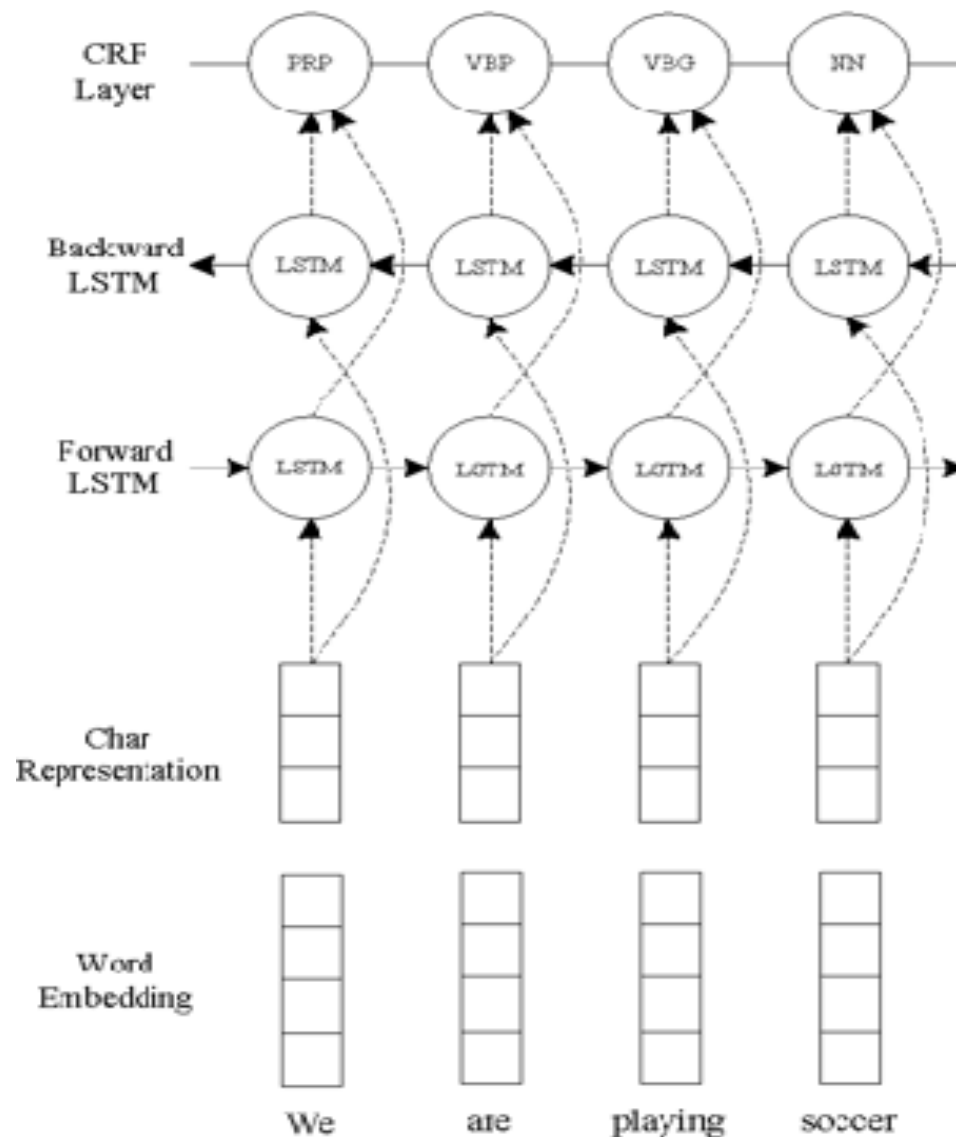 CRF
Layer
PRP VBP VBG NN
Backward
LSTM
LSTM LSTM LSTM LSTM
Forward
LSTM
LSTM LSTM LSTM LSTM
Char
Representation
Word
Embedding
We are playing soccer